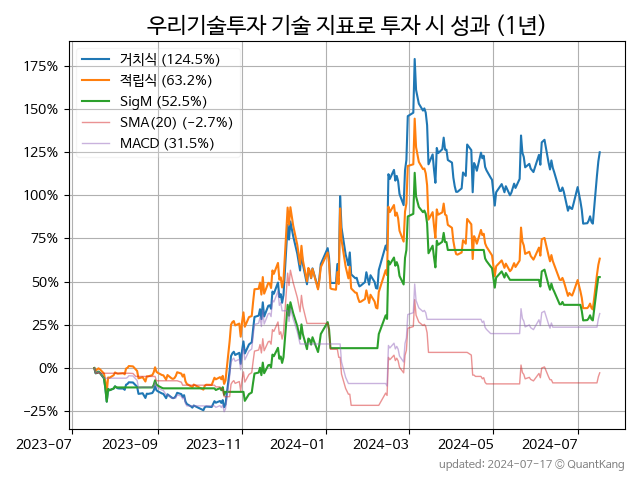 우리기술투자 기술 지표로 투자 시 성과 (1년)
거치식 (124.5%)
적립식 (63.2%)
SigM (52.5%)
SMA(20) (−2.7%)
MACD (31.5%)
175%
150%
125%
100%
75%
50%
25%
0%
−25%
2023-07 2023-09 2023-11 2024-01 2024-03 2024-05 2024-07
updated: 2024-07-17 © QuantKang